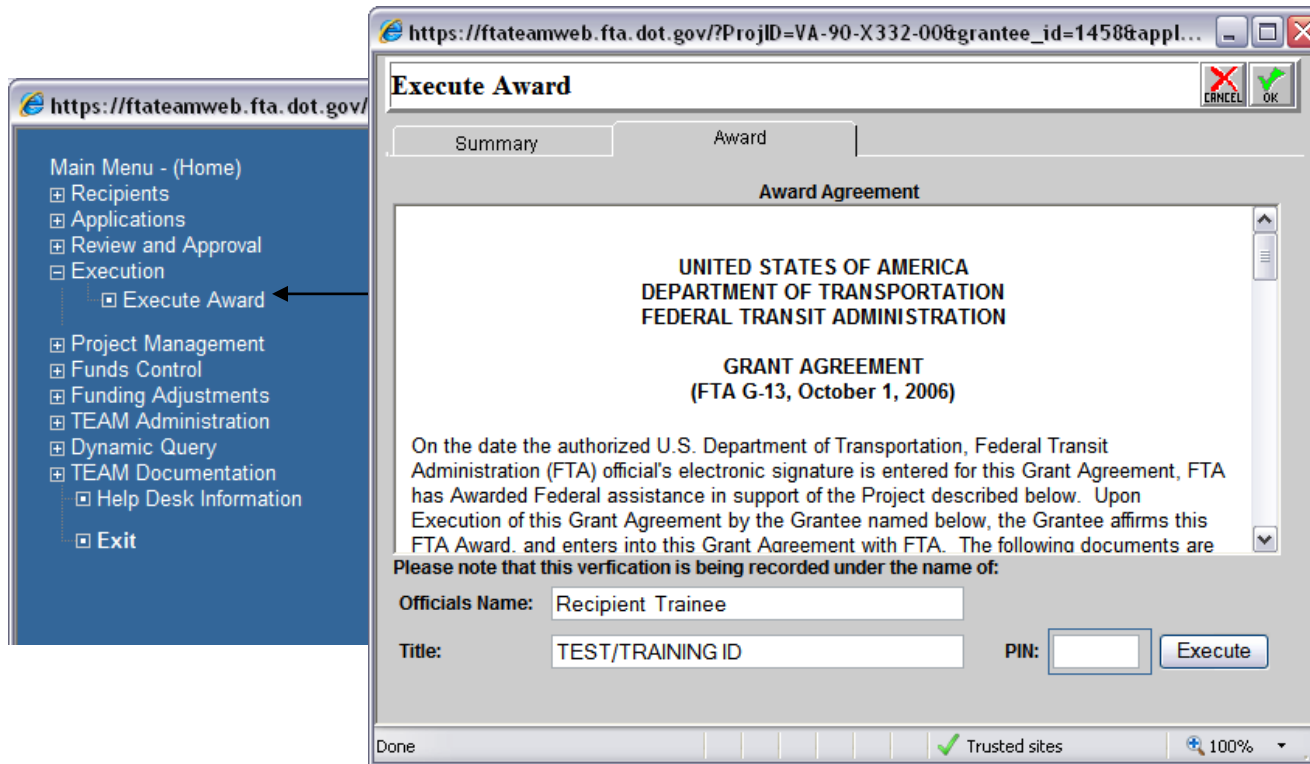 https://ftateamweb.fta.dot.gov/
Main Menu - (Home)
Recipients
Applications
Review and Approval
Execution
Execute Award
Project Management
Funds Control
Funding Adjustments
TEAM Administration
Dynamic Query
TEAM Documentation
Help Desk Information
Exit
https://ftateamweb.fta.dot.gov/?ProjID=VA-90-X332-00&grantee_id=1458&appl...
Execute Award
CANCEL OK
Summary Award
Award Agreement
UNITED STATES OF AMERICA
DEPARTMENT OF TRANSPORTATION
FEDERAL TRANSIT ADMINISTRATION
GRANT AGREEMENT
(FTA G-13, October 1, 2006)
On the date the authorized U.S. Department of Transportation, Federal Transit
Administration (FTA) official's electronic signature is entered for this Grant Agreement, FTA
has Awarded Federal assistance in support of the Project described below. Upon
Execution of this Grant Agreement by the Grantee named below, the Grantee affirms this
FTA Award, and enters into this Grant Agreement with FTA. The following documents are
Please note that this verfication is being recorded under the name of:
Officials Name: Recipient Trainee
Title: TEST/TRAINING ID PIN: Execute
Done Trusted sites 100%